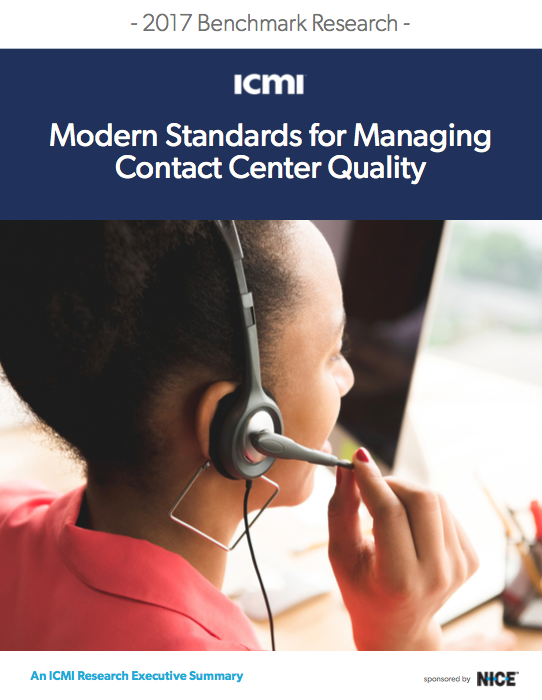 - 2017 Benchmark Research -
ICMI
Modern Standards for Managing
Contact Center Quality
An ICMI Research Executive Summary
sponsored by NICE